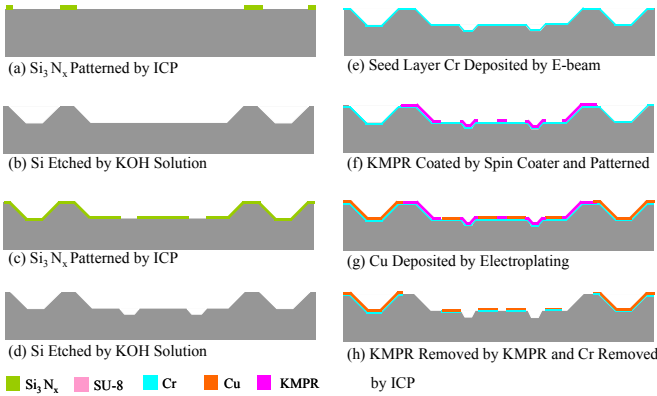 (a) Si3 Nx Patterned by ICP
(b) Si Etched by KOH Solution
(c) Si3 Nx Patterned by ICP
(d) Si Etched by KOH Solution
Si3 Nx SU-8 Cr Cu KMPR
(e) Seed Layer Cr Deposited by E-beam
(f) KMPR Coated by Spin Coater and Patterned
(g) Cu Deposited by Electroplating
(h) KMPR Removed by KMPR and Cr Removed
by ICP